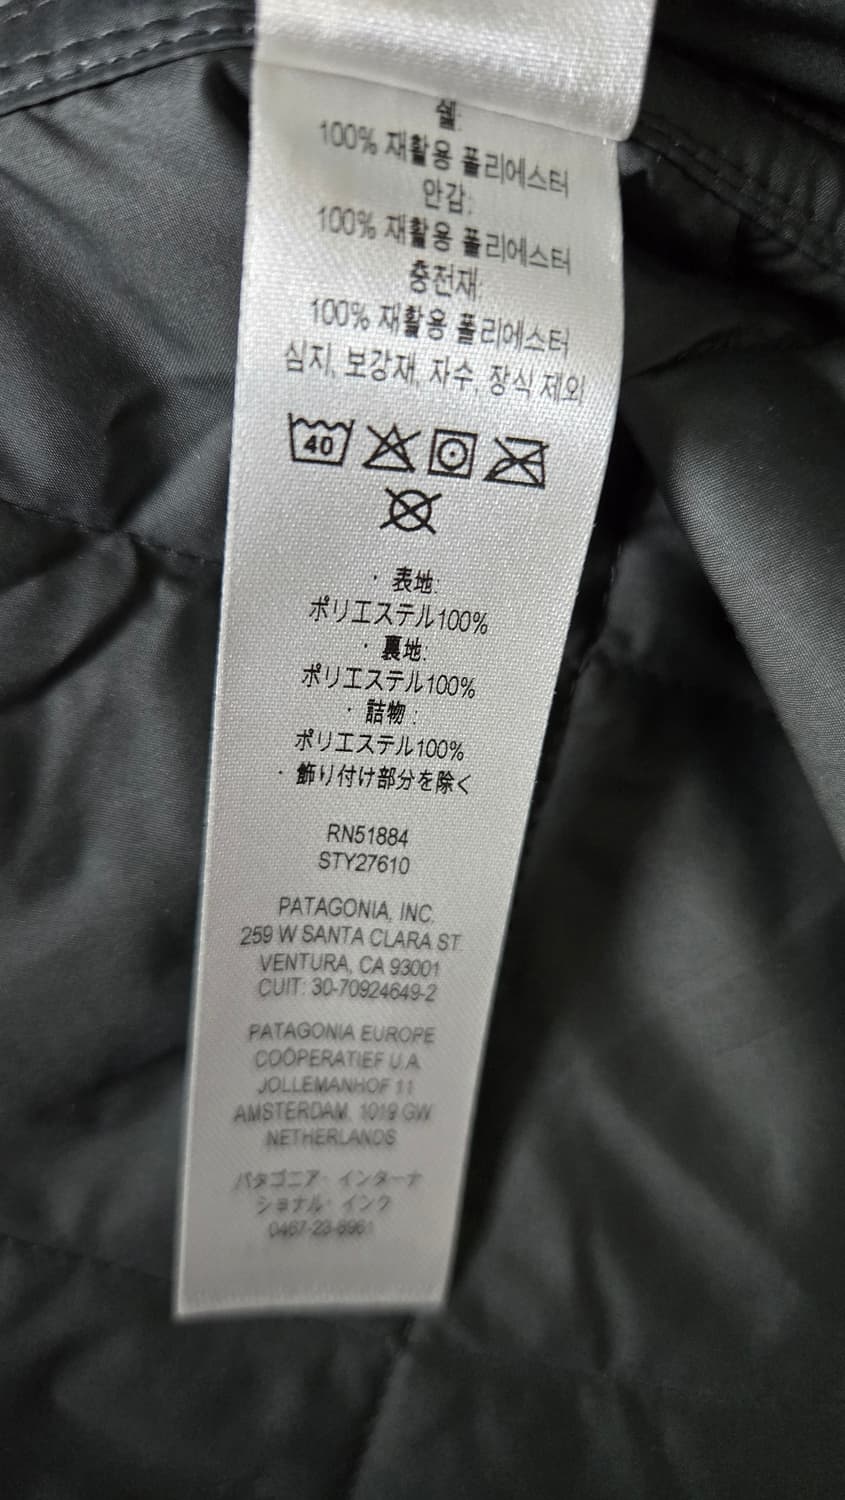 쉘:
100% 재활용 폴리에스터
안감:
100% 재활용 폴리에스터
충전재:
100% 재활용 폴리에스터
심지, 보강재, 자수, 장식 제외
40
・表地:
ポリエステル100%
・裏地:
ポリエステル100%
・詰物:
ポリエステル100%
・飾り付け部分を除く
RN51884
STY27610
PATAGONIA, INC.
259 W SANTA CLARA ST.
VENTURA, CA 93001
CUIT: 30-70924649-2
PATAGONIA EUROPE
COÖPERATIEF U.A.
JOLLEMANHOF 11
AMSTERDAM, 1019 GW
NETHERLANDS
パタゴニア・インターナ
ショナル・インク
0467-23-8961